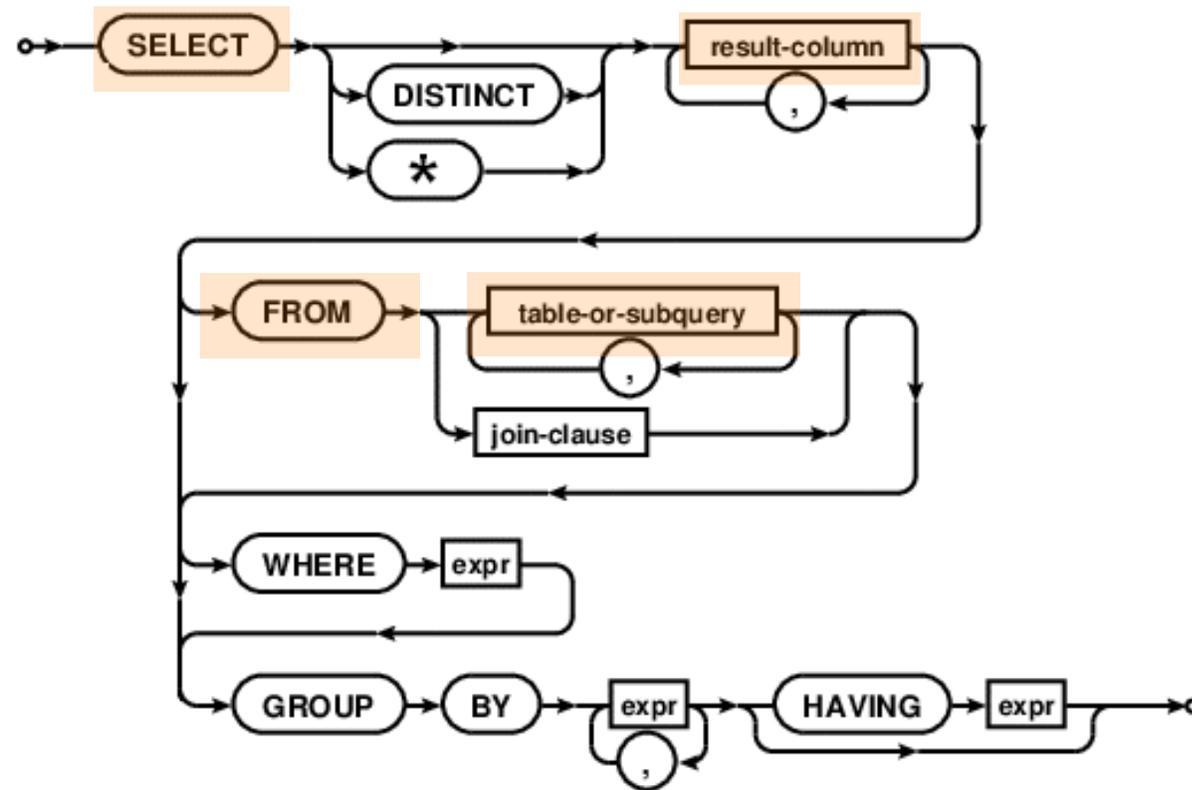 SELECT result-column
DISTINCT ,
*
FROM table-or-subquery
,
join-clause
WHERE expr
GROUP BY expr HAVING expr
,